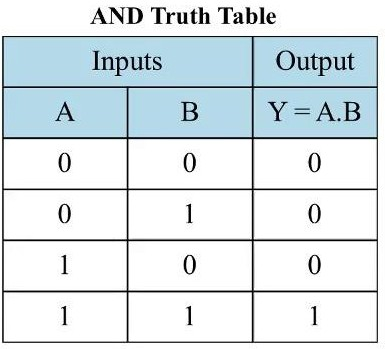 AND Truth Table
Inputs Output
A B Y = A.B
0 0 0
0 1 0
1 0 0
1 1 1